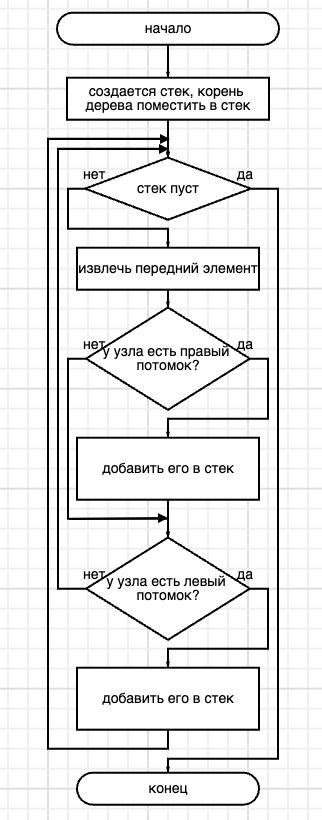 начало
создается стек, корень
дерева поместить в стек
нет
да
стек пуст
извлечь передний элемент
нет
да
у узла есть правый
потомок?
добавить его в стек
нет
да
у узла есть левый
потомок?
добавить его в стек
конец